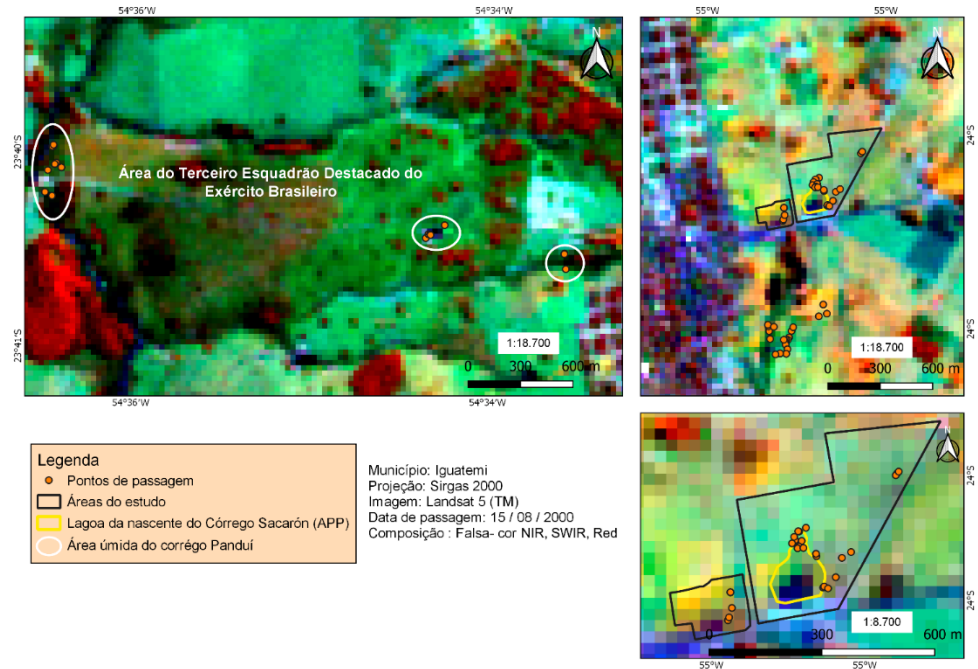 54°36'W
54°34'W
N
23°40'S
23°41'S
Área do Terceiro Esquadrão Destacado do
Exército Brasileiro
1:18.700
0 300 600 m
54°36'W
54°34'W
55°W
55°W
N
24°S
24°S
1:18.700
0 300 600 m
Legenda
Pontos de passagem
Áreas do estudo
Lagoa da nascente do Córrego Sacarón (APP)
Área úmida do corrégo Panduí
Município: Iguatemi
Projeção: Sirgas 2000
Imagem: Landsat 5 (TM)
Data de passagem: 15 / 08 / 2000
Composição : Falsa- cor NIR, SWIR, Red
55°W
55°W
N
24°S
24°S
1:8.700
0 300 600 m
55°W
55°W